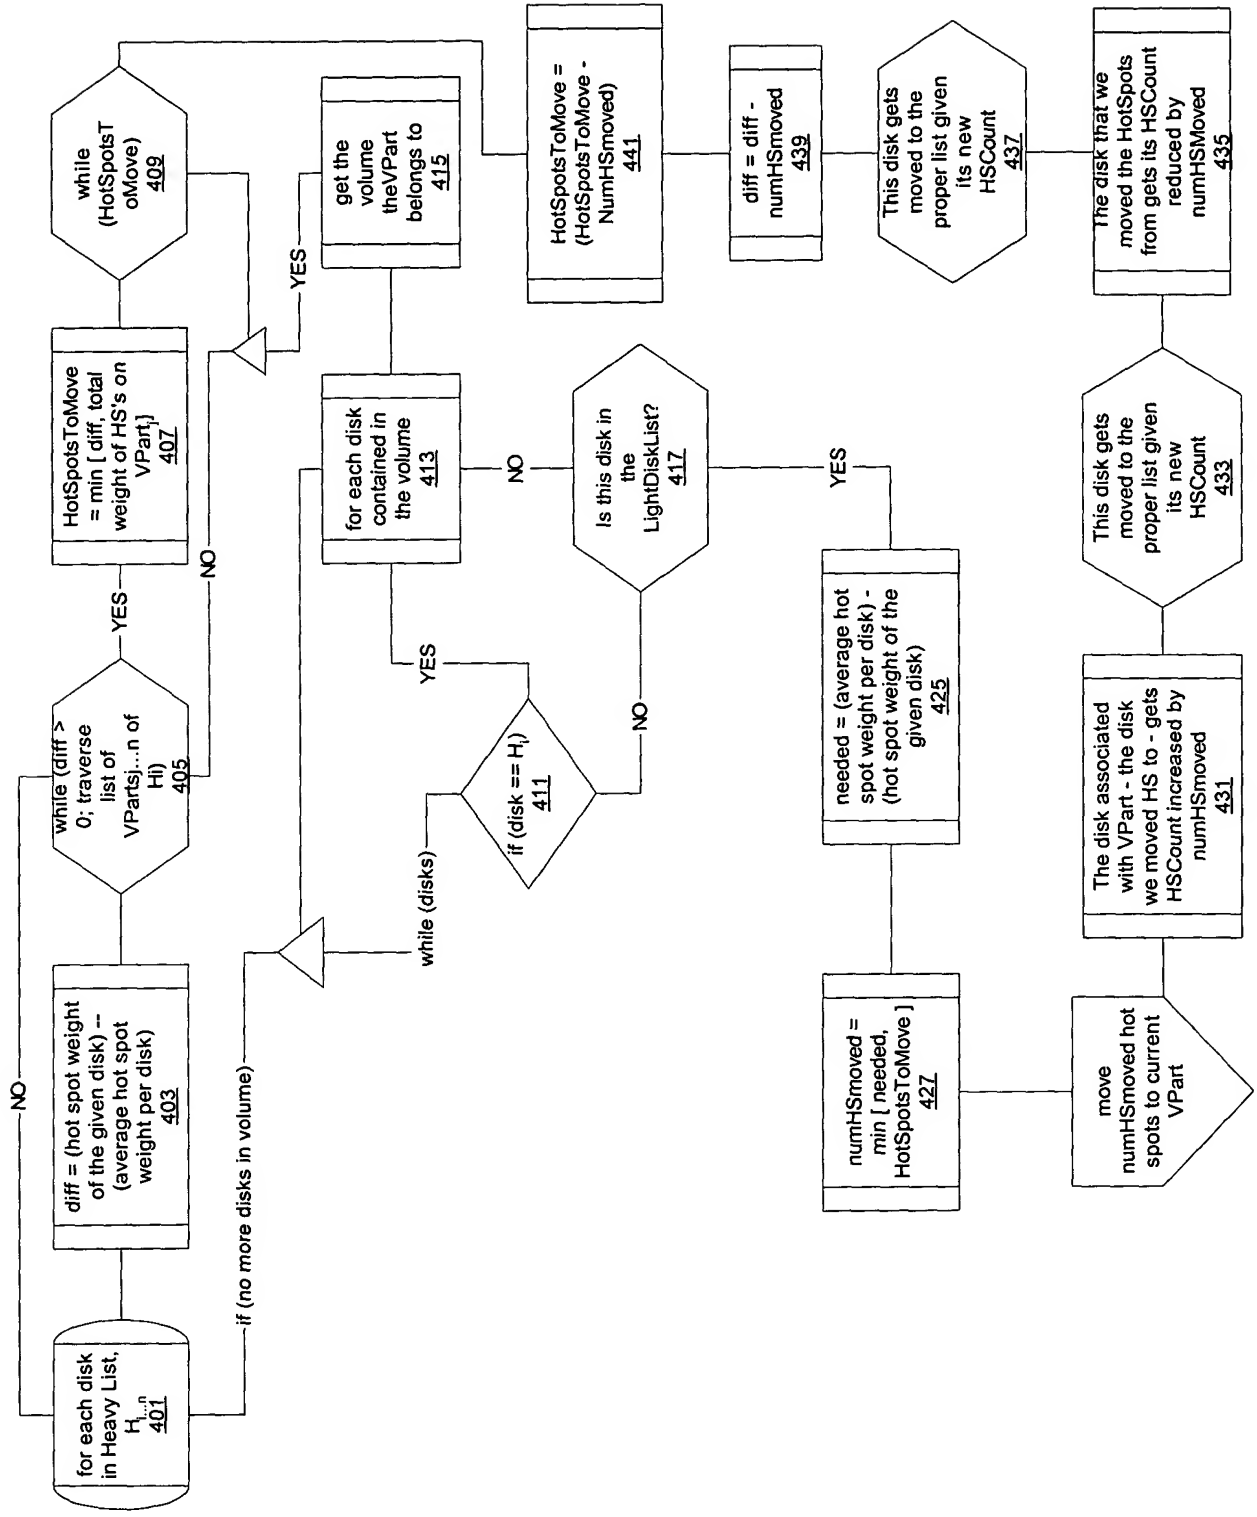 for each disk
in Heavy List,
Hi...n
401
diff = (hot spot weight
of the given disk) --
(average hot spot
weight per disk)
403
NO
while (diff >
0; traverse
list of
VPartsj...n of
Hi)
405
YES
HotSpotsToMove
= min [ diff, total
weight of HS's on
VPartj]
407
while
(HotSpotsT
oMove)
409
NO
YES
get the
volume
theVPart
belongs to
415
for each disk
contained in
the volume
413
if (no more disks in volume)
while (disks)
YES
if (disk == Hi)
411
NO
NO
Is this disk in
the
LightDiskList?
417
YES
needed = (average hot
spot weight per disk) -
(hot spot weight of the
given disk)
425
numHSmoved =
min [ needed,
HotSpotsToMove ]
427
move
numHSmoved hot
spots to current
VPart
The disk associated
with VPart - the disk
we moved HS to - gets
HSCount increased by
numHSmoved
431
This disk gets
moved to the
proper list given
its new
HSCount
433
The disk that we
moved the HotSpots
from gets its HSCount
reduced by
numHSMoved
435
This disk gets
moved to the
proper list given
its new
HSCount
437
diff = diff -
numHSmoved
439
HotSpotsToMove =
(HotSpotsToMove -
NumHSmoved)
441